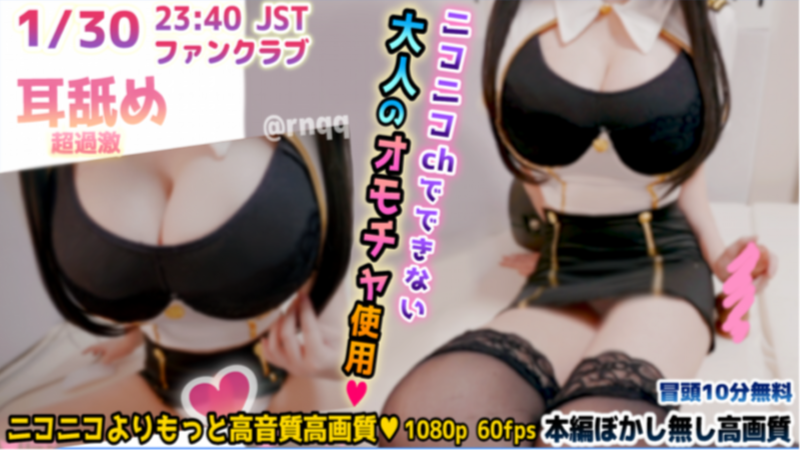 1/30
23:40 JST
ファンクラブ
耳舐め
超過激
@rnqq
ニコニコchでできない
大人のオモチャ使用♥
冒頭10分無料
ニコニコよりもっと高音質高画質♥ 1080p 60fps 本編ぼかし無し高画質